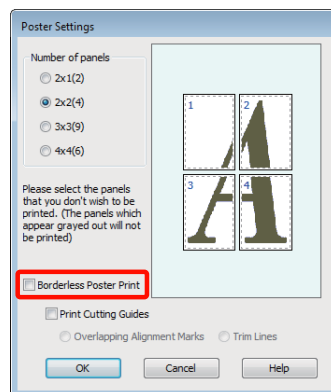 Poster Settings
Number of panels
2x1(2)
2x2(4)
3x3(9)
4x4(6)
Please select the panels
that you don't wish to be
printed. (The panels which
appear grayed out will not
be printed)
1
2
3
4
Borderless Poster Print
Print Cutting Guides
Overlapping Alignment Marks
Trim Lines
OK
Cancel
Help